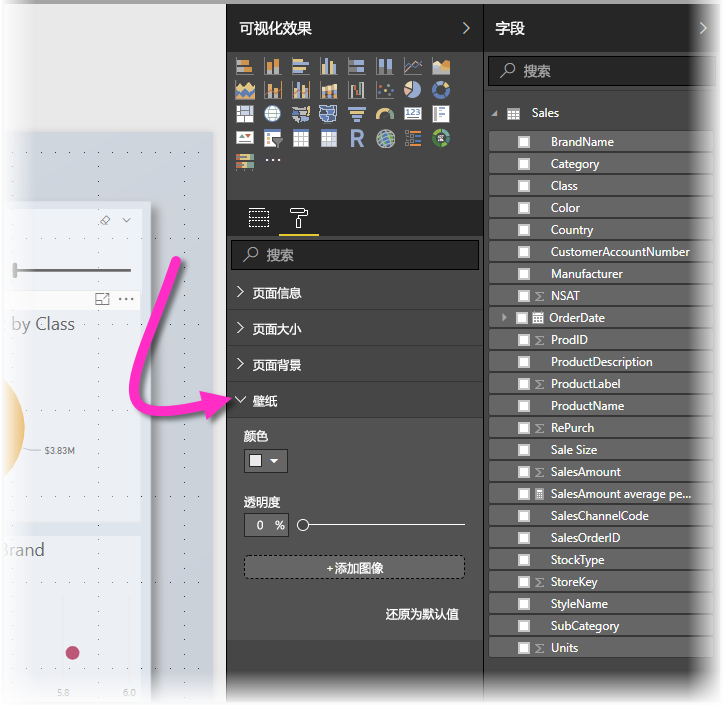 by Class
$3.83M
Brand
5.8
6.0
可视化效果
123
R
搜索
页面信息
页面大小
页面背景
壁纸
颜色
透明度
0 %
+添加图像
还原为默认值
字段
搜索
Sales
BrandName
Category
Class
Color
Country
CustomerAccountNumber
Manufacturer
NSAT
OrderDate
ProdID
ProductDescription
ProductLabel
ProductName
RePurch
Sale Size
SalesAmount
SalesAmount average pe...
SalesChannelCode
SalesOrderID
StockType
StoreKey
StyleName
SubCategory
Units